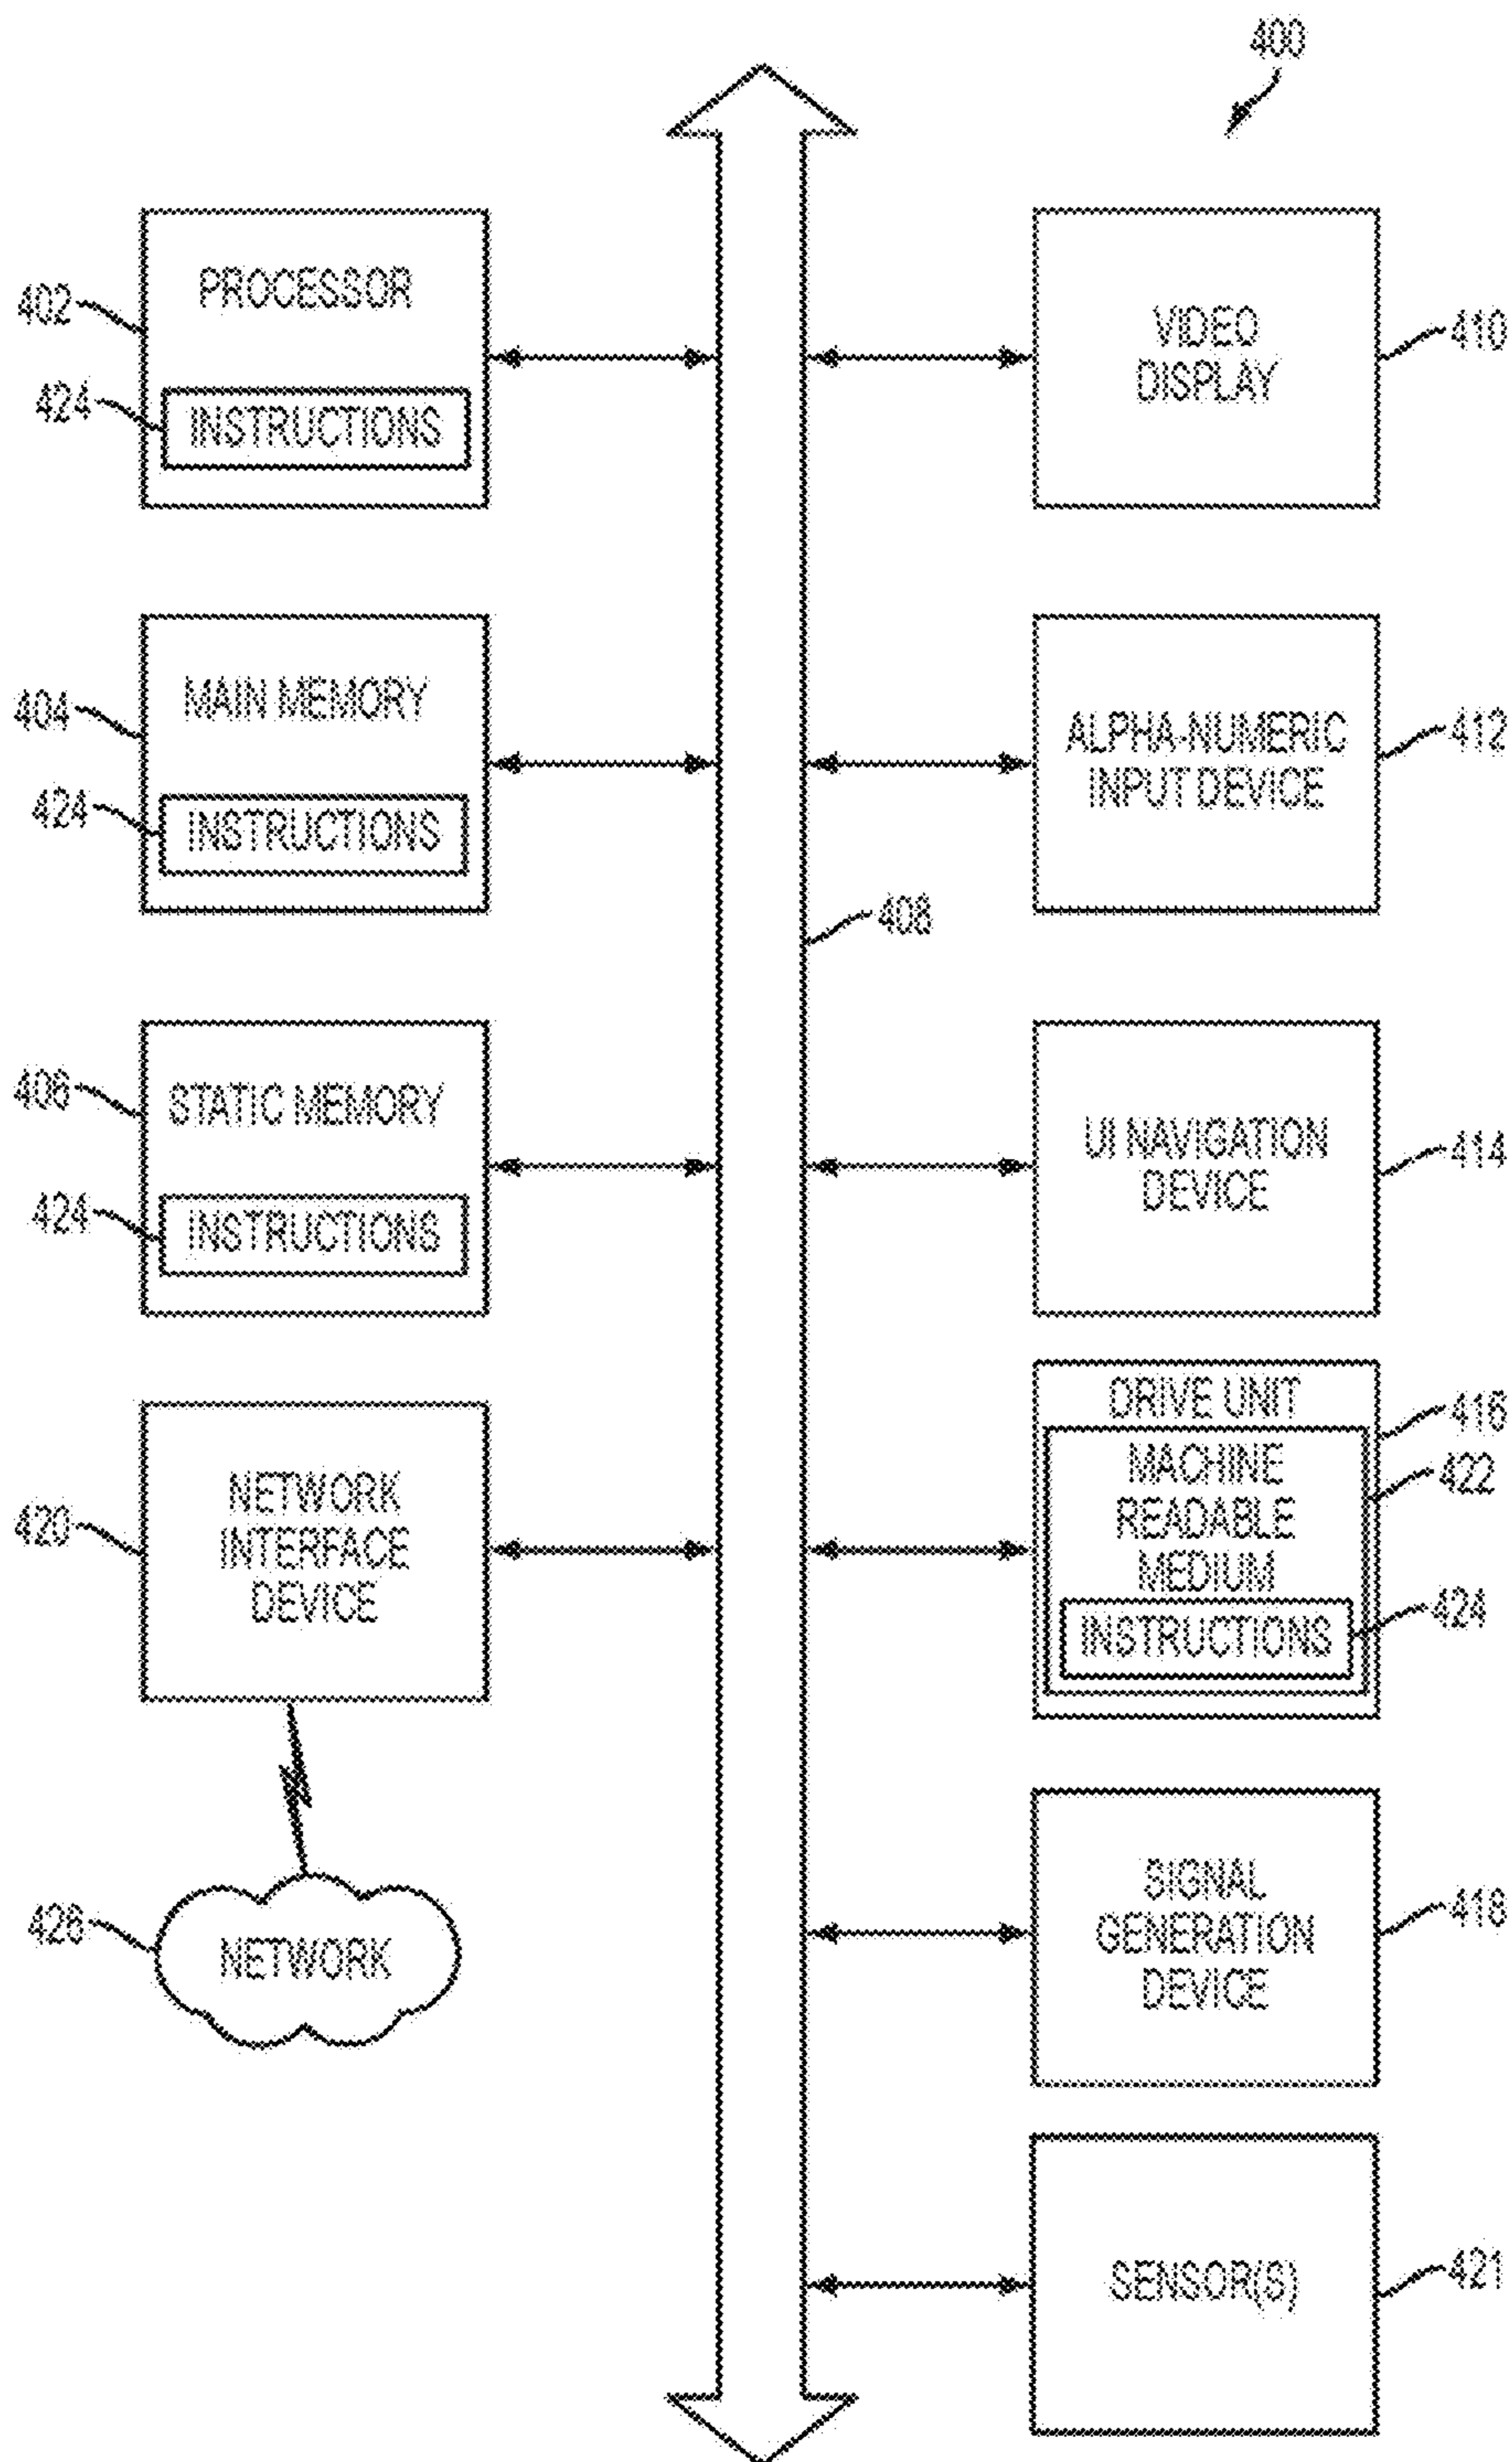 400
PROCESSOR
402
424
INSTRUCTIONS
MAIN MEMORY
404
424
INSTRUCTIONS
STATIC MEMORY
406
424
INSTRUCTIONS
NETWORK
INTERFACE
DEVICE
420
426
NETWORK
408
VIDEO
DISPLAY
410
ALPHA-NUMERIC
INPUT DEVICE
412
UI NAVIGATION
DEVICE
414
DRIVE UNIT
416
MACHINE
READABLE
MEDIUM
422
INSTRUCTIONS
424
SIGNAL
GENERATION
DEVICE
418
SENSOR(S)
421